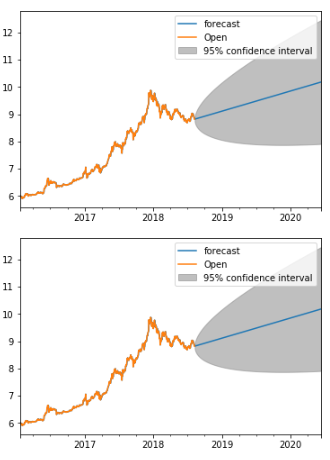 12
11
10
9
8
7
6
forecast
Open
95% confidence interval
2017 2018 2019 2020
12
11
10
9
8
7
6
forecast
Open
95% confidence interval
2017 2018 2019 2020